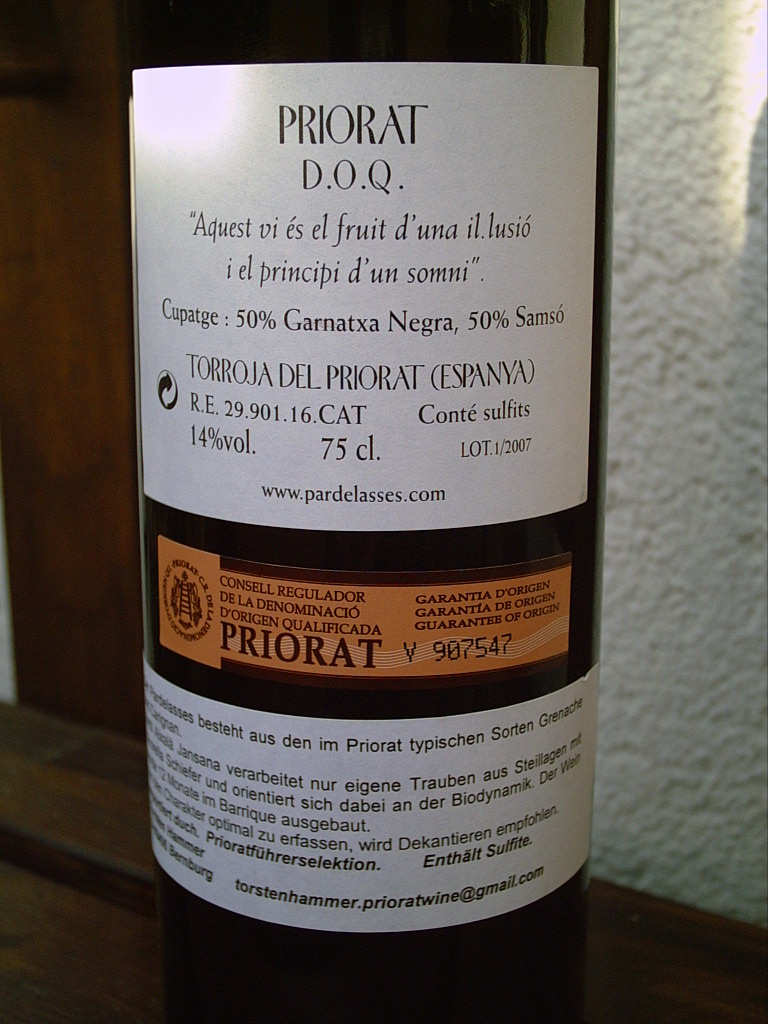 PRIORAT
D.O.Q.
"Aquest vi és el fruit d'una il.lusió
i el principi d'un somni".
Cupatge : 50% Garnatxa Negra, 50% Samsó
TORROJA DEL PRIORAT (ESPANYA)
R.E. 29.901.16.CAT Conté sulfits
14%vol. 75 cl. LOT.1/2007
www.pardelasses.com
CONSELL REGULADOR
DE LA DENOMINACIÓ
D'ORIGEN QUALIFICADA
PRIORAT
GARANTIA D'ORIGEN
GARANTÍA DE ORIGEN
GUARANTEE OF ORIGIN
Y 907547
Pardelasses besteht aus den im Priorat typischen Sorten Grenache
Jansana verarbeitet nur eigene Trauben aus Steillagen mit
Schiefer und orientiert sich dabei an der Biodynamik. Der Wein
12 Monate im Barrique ausgebaut.
Charakter optimal zu erfassen, wird Dekantieren empfohlen.
duch. Prioratführerselektion. Enthält Sulfite.
Hammer
Bernburg
torstenhammer.prioratwine@gmail.com